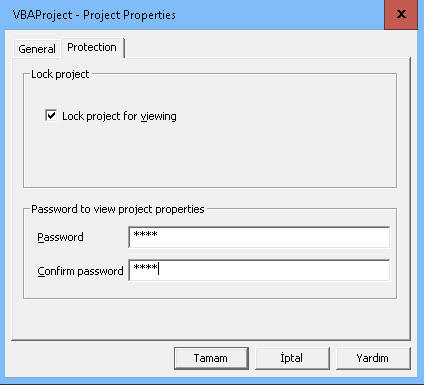 VBAProject - Project Properties
x
General Protection
Lock project
Lock project for viewing
Password to view project properties
Password ****
Confirm password ****
Tamam İptal Yardım